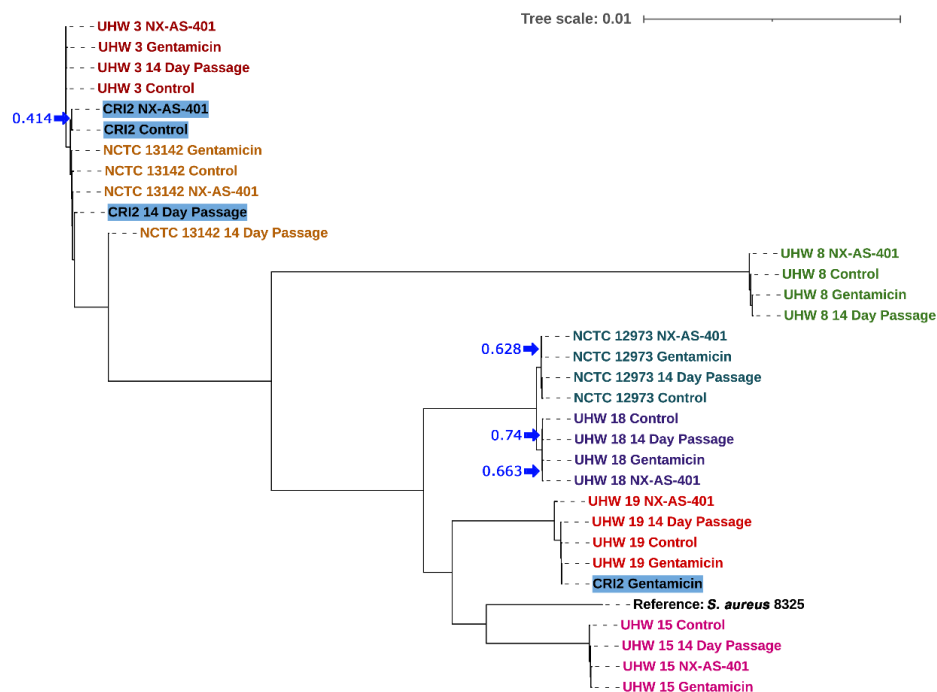 Tree scale: 0.01
UHW 3 NX-AS-401
UHW 3 Gentamicin
UHW 3 14 Day Passage
UHW 3 Control
CRI2 NX-AS-401
0.414
CRI2 Control
NCTC 13142 Gentamicin
NCTC 13142 Control
NCTC 13142 NX-AS-401
CRI2 14 Day Passage
NCTC 13142 14 Day Passage
UHW 8 NX-AS-401
UHW 8 Control
UHW 8 Gentamicin
UHW 8 14 Day Passage
NCTC 12973 NX-AS-401
0.628
NCTC 12973 Gentamicin
NCTC 12973 14 Day Passage
NCTC 12973 Control
UHW 18 Control
0.74
UHW 18 14 Day Passage
UHW 18 Gentamicin
0.663
UHW 18 NX-AS-401
UHW 19 NX-AS-401
UHW 19 14 Day Passage
UHW 19 Control
UHW 19 Gentamicin
CRI2 Gentamicin
Reference: S. aureus 8325
UHW 15 Control
UHW 15 14 Day Passage
UHW 15 NX-AS-401
UHW 15 Gentamicin